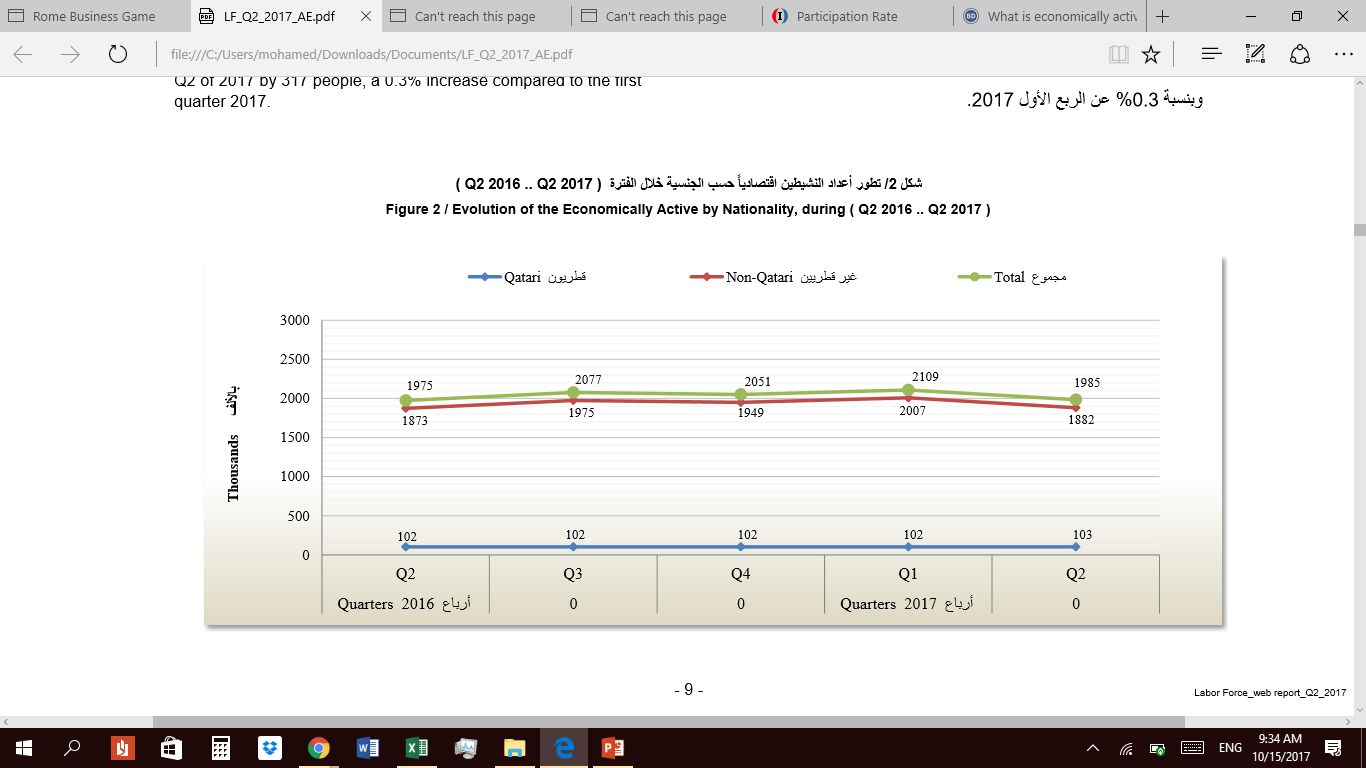 Rome Business Game
LF_Q2_2017_AE.pdf
Can't reach this page
Can't reach this page
Participation Rate
What is economically activ
file:///C:/Users/mohamed/Downloads/Documents/LF_Q2_2017_AE.pdf
Q2 of 2017 by 317 people, a 0.3% increase compared to the first
quarter 2017.
وبنسبة 0.3% عن الربع الأول 2017.
شكل 2/ تطور أعداد النشيطين اقتصادياً حسب الجنسية خلال الفترة ( Q2 2016 .. Q2 2017 )
Figure 2 / Evolution of the Economically Active by Nationality, during ( Q2 2016 .. Q2 2017 )
Qatari قطريون
Non-Qatari غير قطريين
Total مجموع
Thousands بالألف
3000
2500
2000
1500
1000
500
0
1975 2077 2051 2109 1985
1873 1975 1949 2007 1882
102 102 102 102 103
Q2 Q3 Q4 Q1 Q2
Quarters 2016 أرباع 0 0 Quarters 2017 أرباع 0
- 9 -
Labor Force_web report_Q2_2017
ENG
9:34 AM
10/15/2017